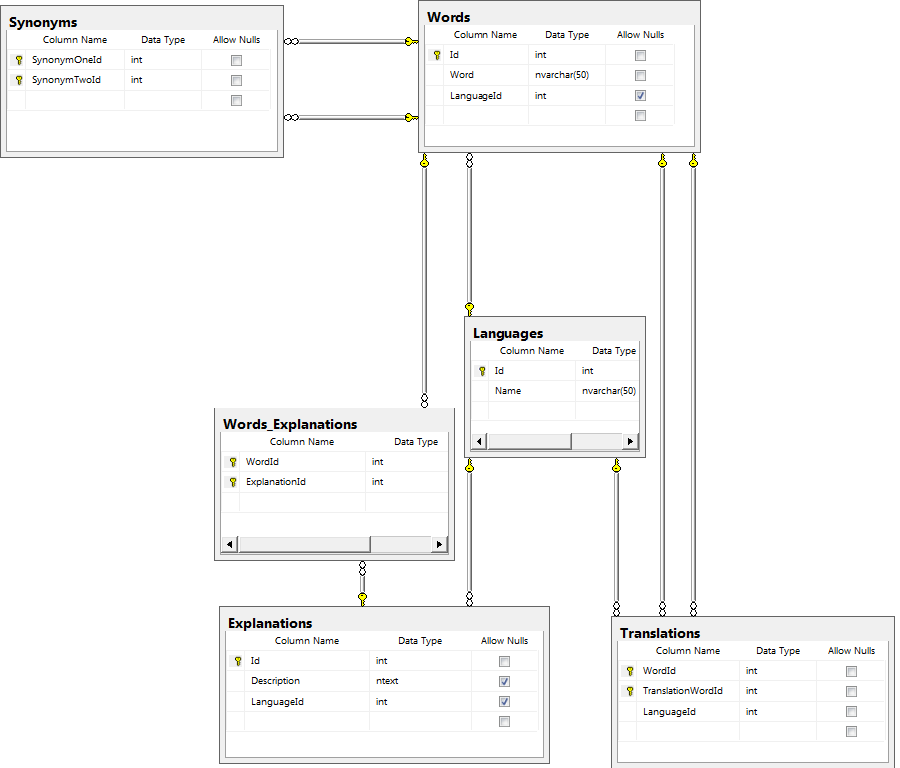 Synonyms
Column Name Data Type Allow Nulls
SynonymOneId int
SynonymTwoId int
Words
Column Name Data Type Allow Nulls
Id int
Word nvarchar(50)
LanguageId int
Languages
Column Name Data Type
Id int
Name nvarchar(50)
Words_Explanations
Column Name Data Type
WordId int
ExplanationId int
Explanations
Column Name Data Type Allow Nulls
Id int
Description ntext
LanguageId int
Translations
Column Name Data Type Allow Nulls
WordId int
TranslationWordId int
LanguageId int